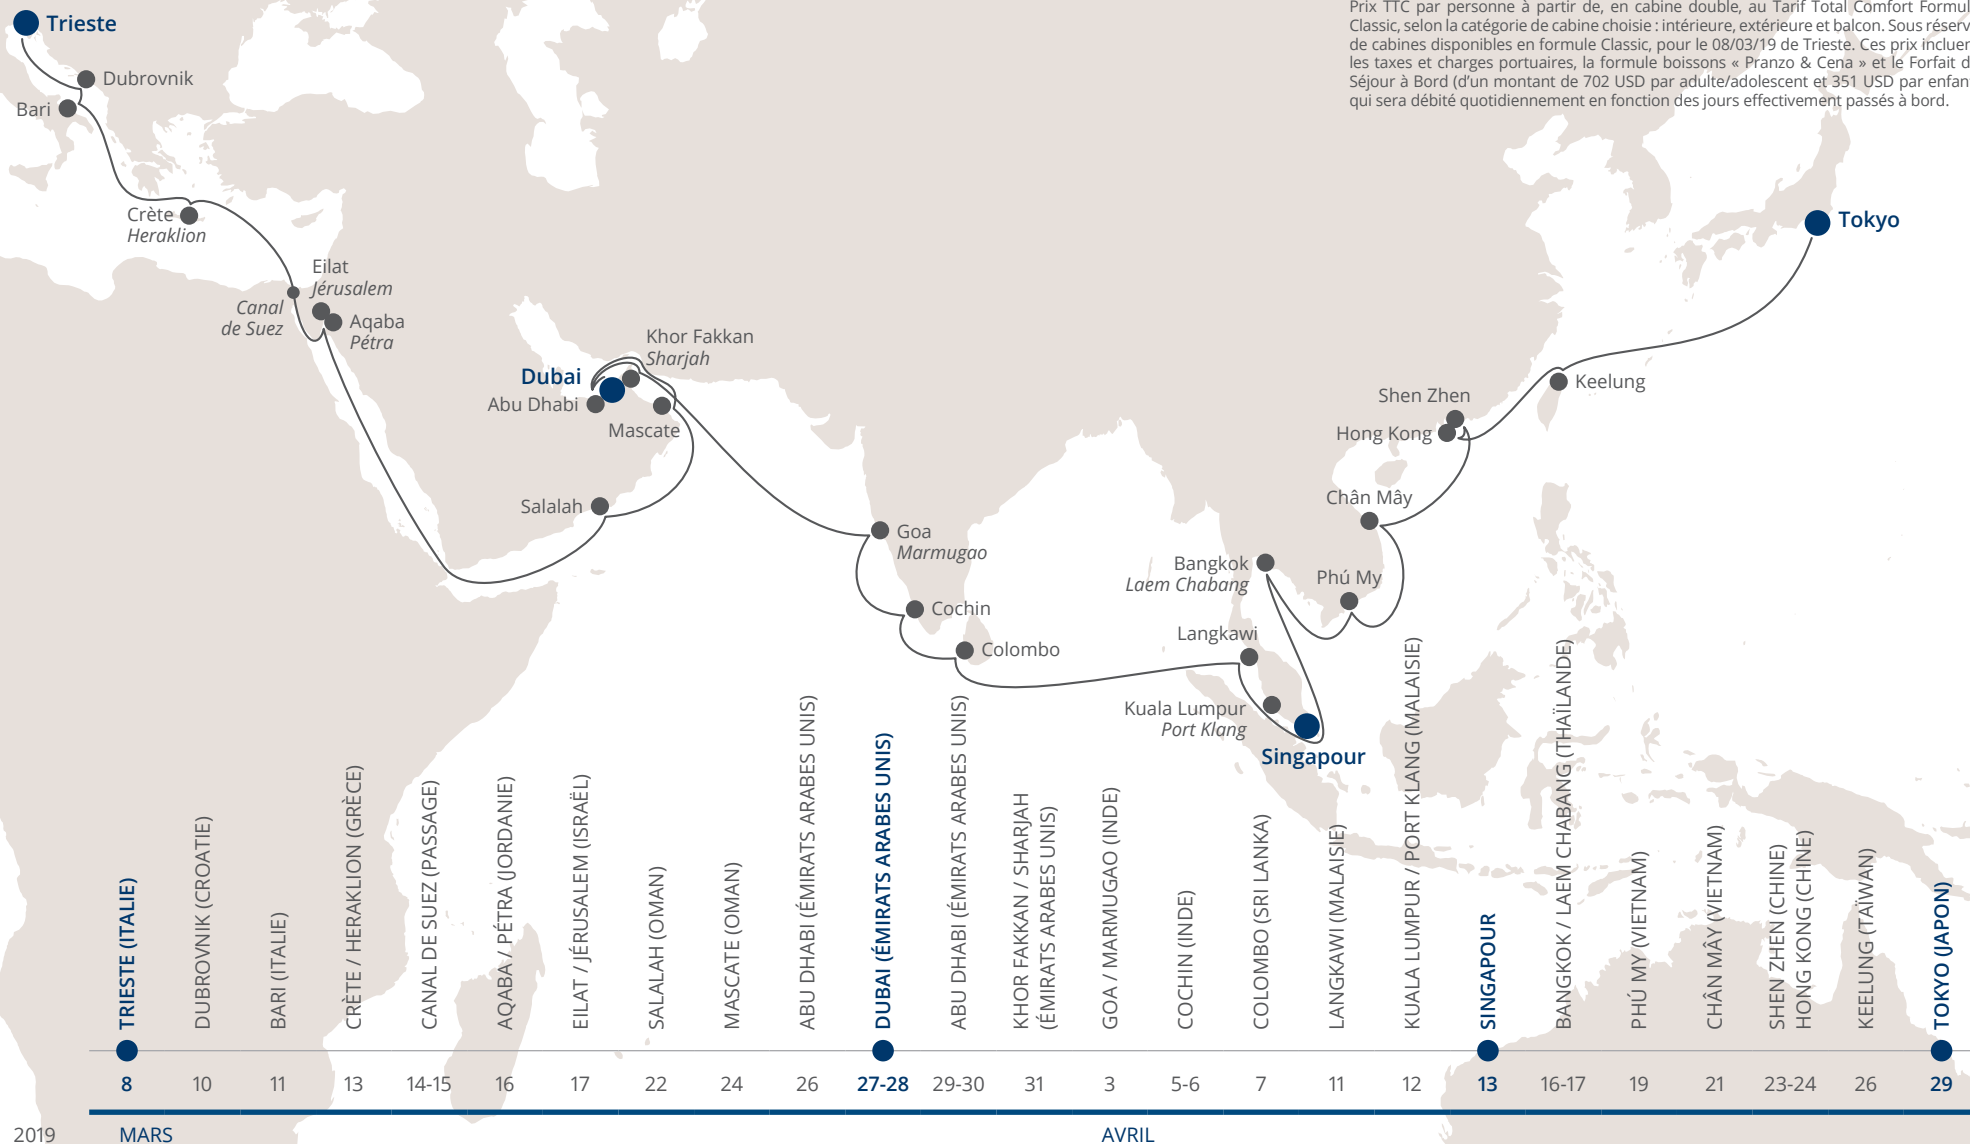 Prix TTC par personne à partir de, en cabine double, au Tarif Total Comfort
Classic, selon la catégorie de cabine choisie : intérieure, extérieure et balcon. Sous
de cabines disponibles en formule Classic, pour le 08/03/19 de Trieste. Ces prix
les taxes et charges portuaires, la formule boissons « Pranzo & Cena » et le Forfait
Séjour à Bord (d’un montant de 702 USD par adulte/adolescent et 351 USD par
qui sera débité quotidiennement en fonction des jours effectivement passés à bord.
Trieste
Dubrovnik
Bari
Crète
Heraklion
Eilat
Jérusalem
Canal
de Suez
Aqaba
Pétra
Khor Fakkan
Sharjah
Dubai
Abu Dhabi
Mascate
Salalah
Goa
Marmugao
Cochin
Colombo
Bangkok
Laem Chabang
Langkawi
Kuala Lumpur
Port Klang
Singapour
Phú My
Chân Mây
Shen Zhen
Hong Kong
Keelung
Tokyo
TRIESTE (ITALIE)
DUBROVNIK (CROATIE)
BARI (ITALIE)
CRÈTE / HERAKLION (GRÈCE)
CANAL DE SUEZ (PASSAGE)
AQABA / PÉTRA (JORDANIE)
EILAT / JÉRUSALEM (ISRAËL)
SALALAH (OMAN)
MASCATE (OMAN)
ABU DHABI (ÉMIRATS ARABES UNIS)
DUBAI (ÉMIRATS ARABES UNIS)
ABU DHABI (ÉMIRATS ARABES UNIS)
KHOR FAKKAN / SHARJAH
(ÉMIRATS ARABES UNIS)
GOA / MARMUGAO (INDE)
COCHIN (INDE)
COLOMBO (SRI LANKA)
LANGKAWI (MALAISIE)
KUALA LUMPUR / PORT KLANG (MALAISIE)
SINGAPOUR
BANGKOK / LAEM CHABANG (THAÏLANDE)
PHÚ MY (VIETNAM)
CHÂN MÂY (VIETNAM)
SHEN ZHEN (CHINE)
HONG KONG (CHINE)
KEELUNG (TAÏWAN)
TOKYO (JAPON)
8 10 11 13 14-15 16 17 22 24 26 27-28 29-30 31 3 5-6 7 11 12 13 16-17 19 21 23-24 26 29
2019 MARS AVRIL